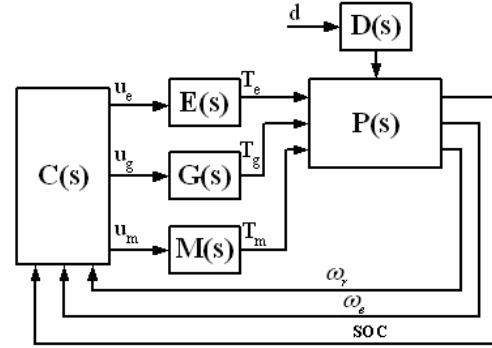 d
D(s)
u_e
E(s)
T_e
P(s)
C(s)
u_g
G(s)
T_g
u_m
M(s)
T_m
ω_r
ω_e
SOC